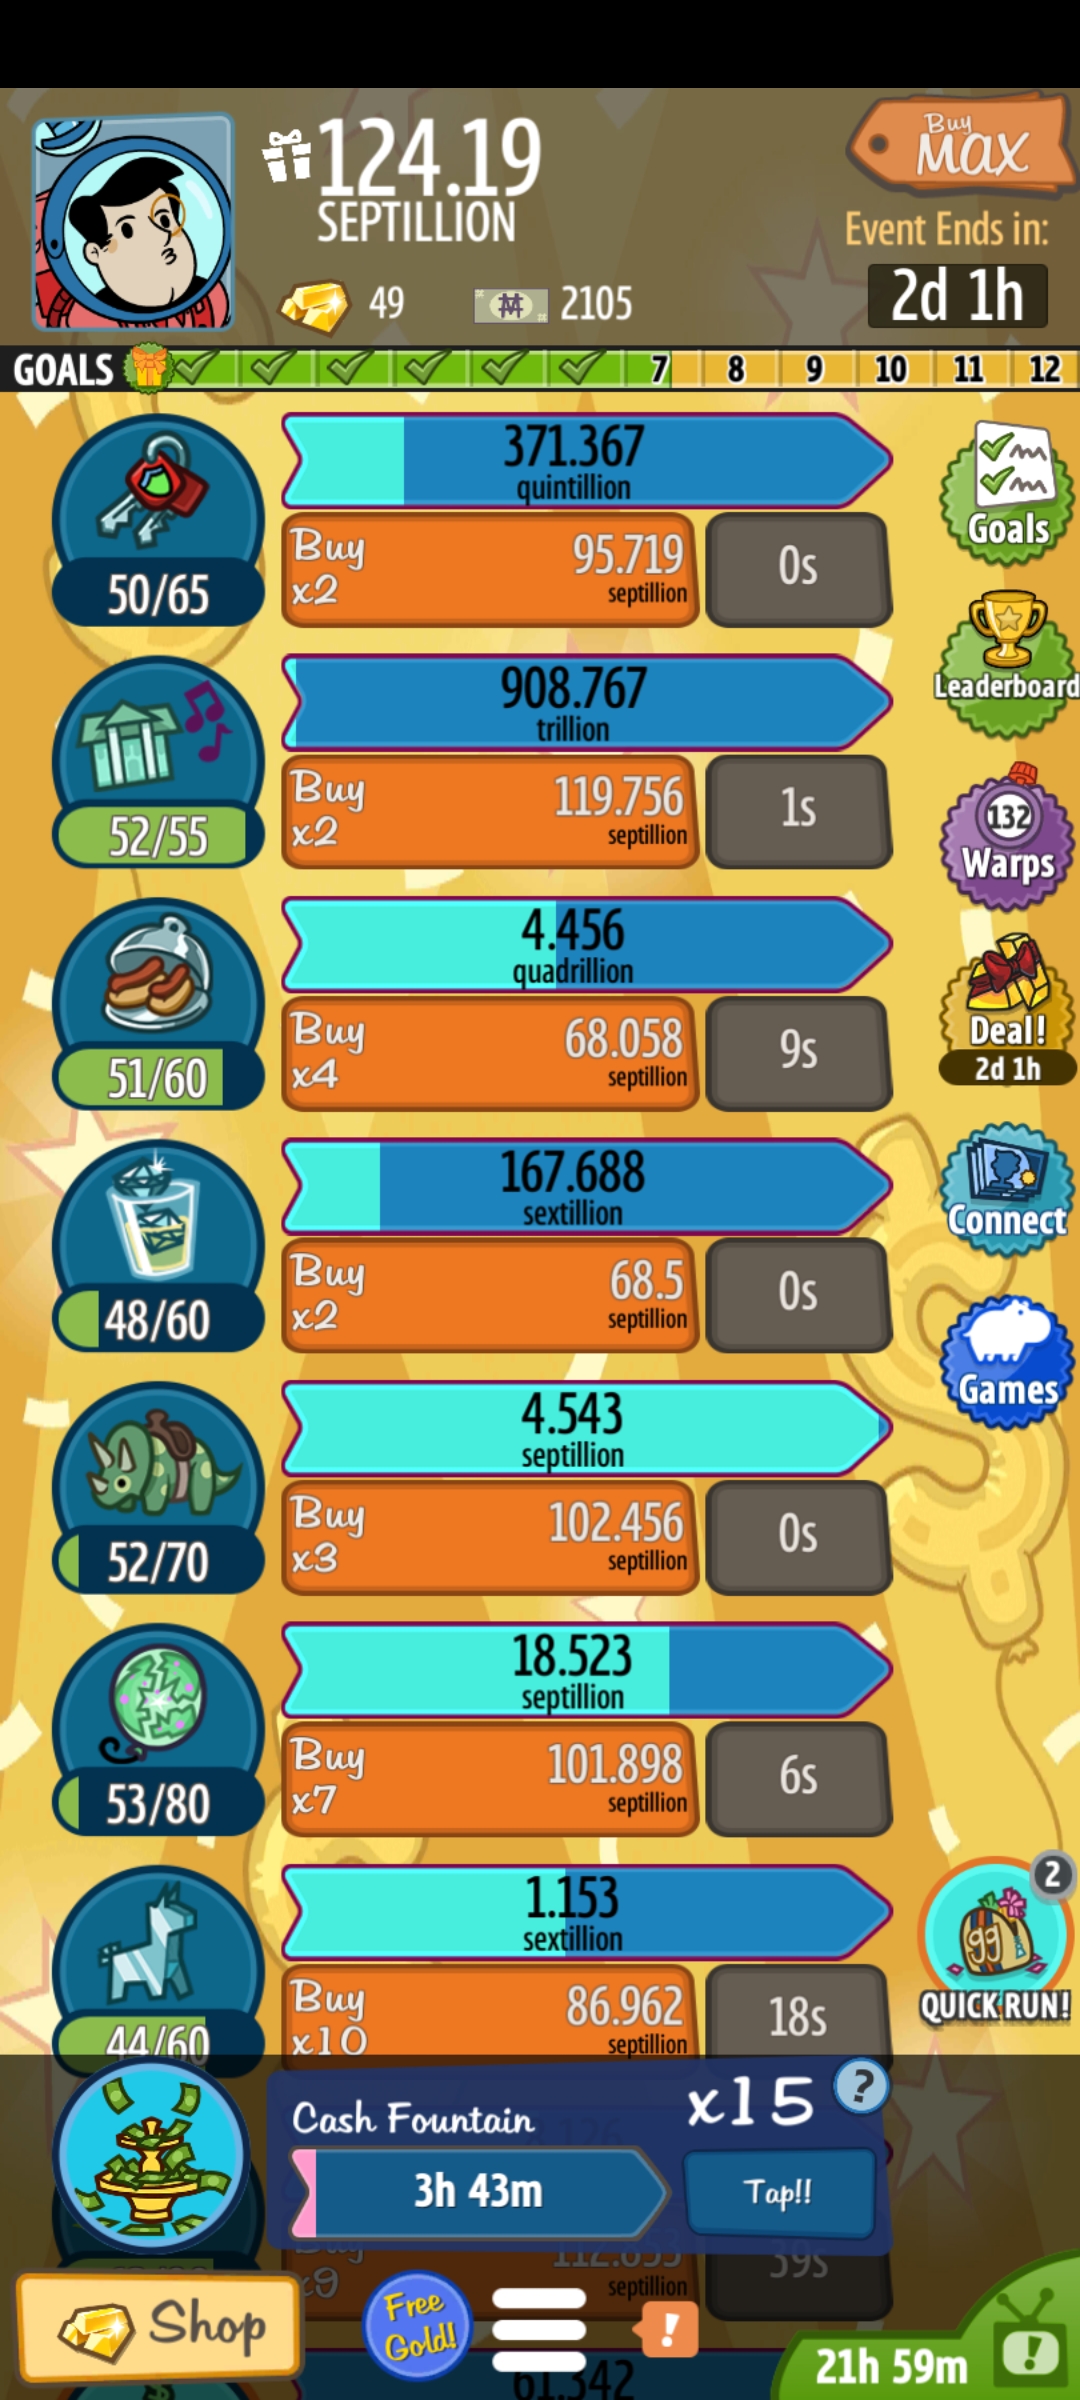 124.19
SEPTILLION
Buy
MAX
Event Ends in:
49
2105
2d 1h
GOALS
7
8
9
10
11
12
371.367
quintillion
Buy
x2
95.719
septillion
0s
50/65
Goals
Leaderboard
908.767
trillion
Buy
x2
119.756
septillion
1s
52/55
132
Warps
4.456
quadrillion
Buy
x4
68.058
septillion
9s
51/60
Deal!
2d 1h
167.688
sextillion
Buy
x2
68.5
septillion
0s
48/60
Connect
4.543
septillion
Buy
x3
102.456
septillion
0s
52/70
Games
18.523
septillion
Buy
x7
101.898
septillion
6s
53/80
1.153
sextillion
Buy
x10
86.962
septillion
18s
44/60
2
gg
QUICK RUN!
Cash Fountain
x15
?
3h 43m
Tap!!
Buy
x9
112.853
septillion
39s
Shop
Free
Gold!
!
61.342
21h 59m
!